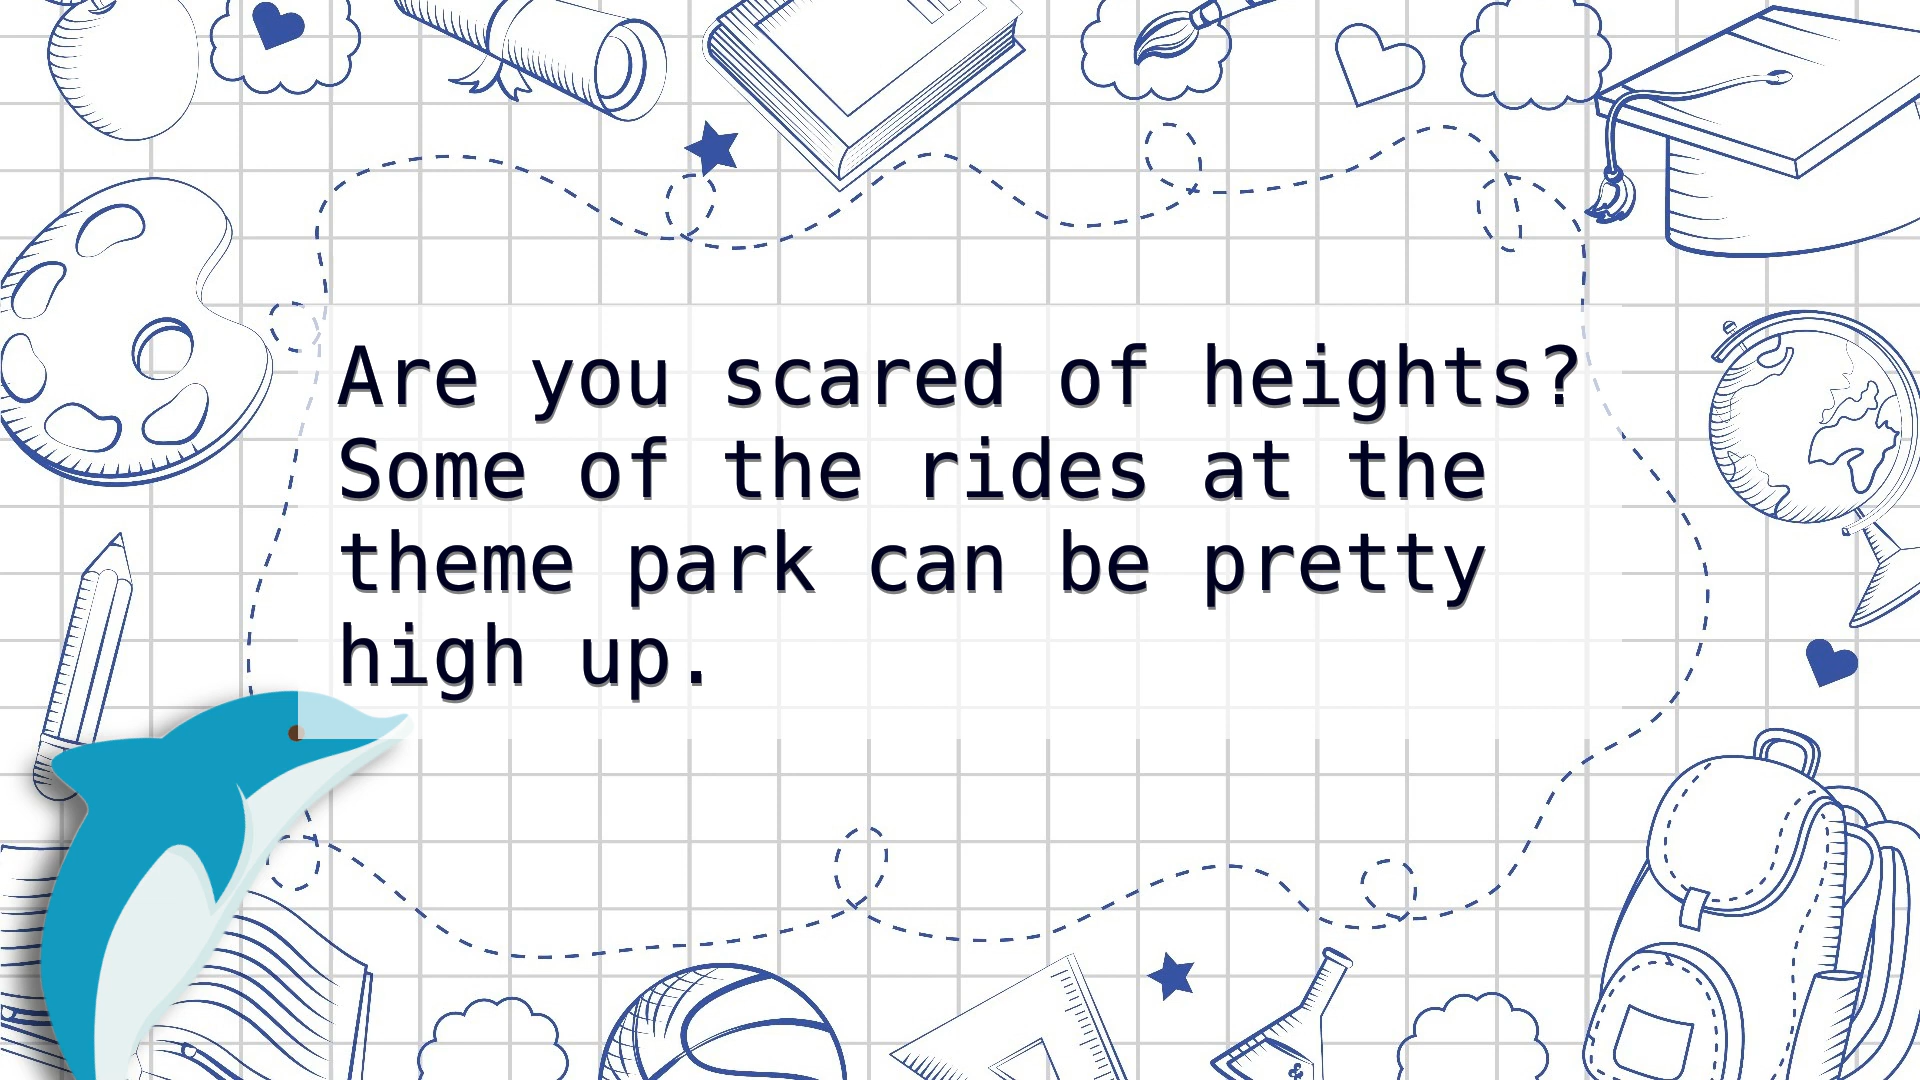 Are you scared of heights?
Some of the rides at the
theme park can be pretty
high up.